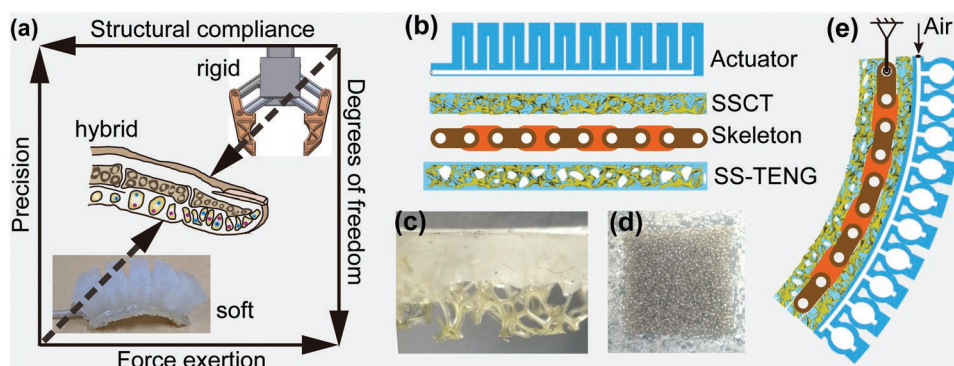 (a)
Structural compliance
rigid
hybrid
Precision
Degrees of freedom
soft
Force exertion
(b)
Actuator
SSCT
Skeleton
SS-TENG
(c)
(d)
(e)
Air